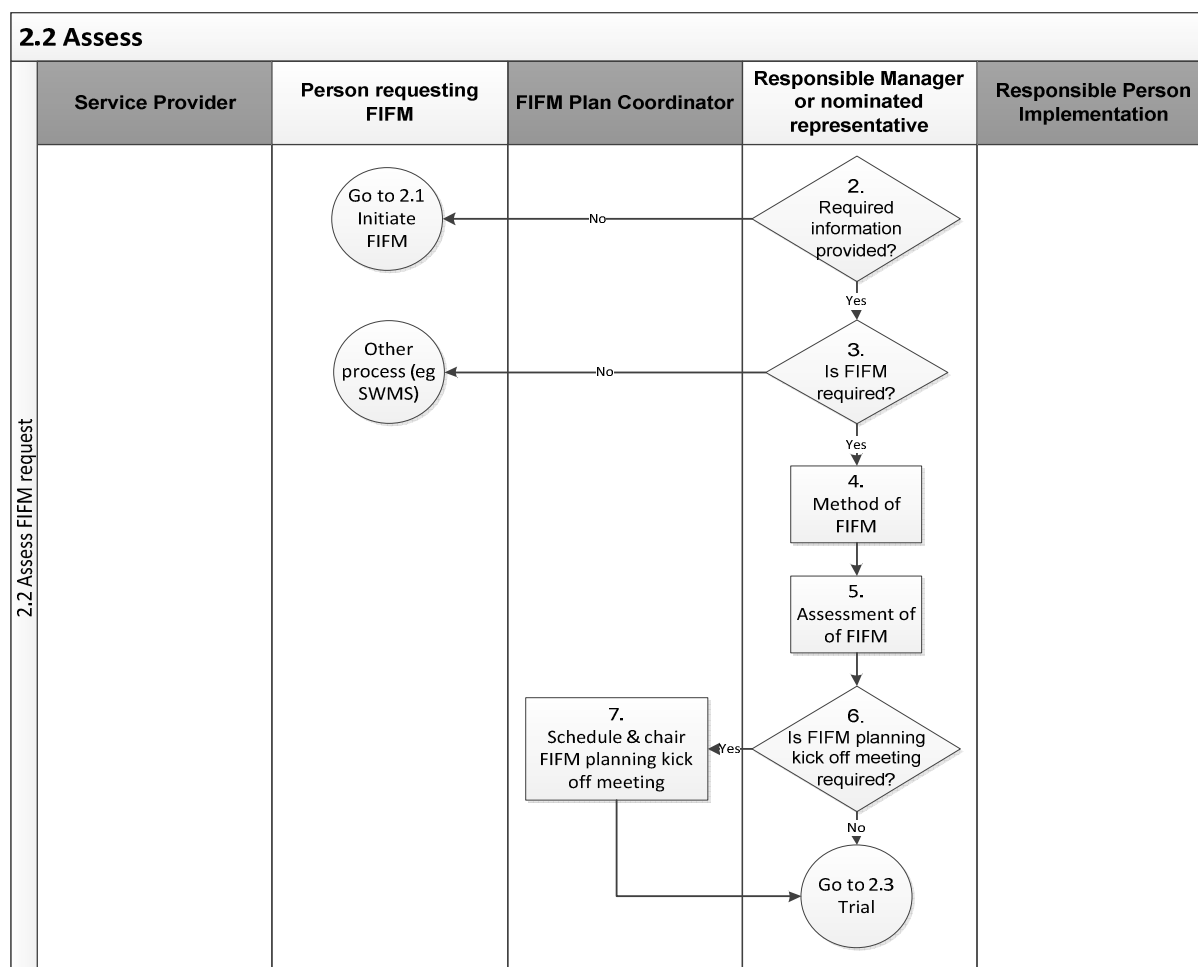 2.2 Assess
2.2 Assess FIFM request
Service Provider
Person requesting
FIFM
FIFM Plan Coordinator
Responsible Manager
or nominated
representative
Responsible Person
Implementation
2.
Required
information
provided?
No
Go to 2.1
Initiate
FIFM
Yes
3.
Is FIFM
required?
No
Other
process (eg
SWMS)
Yes
4.
Method of
FIFM
5.
Assessment of
of FIFM
6.
Is FIFM planning
kick off meeting
required?
Yes
7.
Schedule & chair
FIFM planning kick
off meeting
No
Go to 2.3
Trial